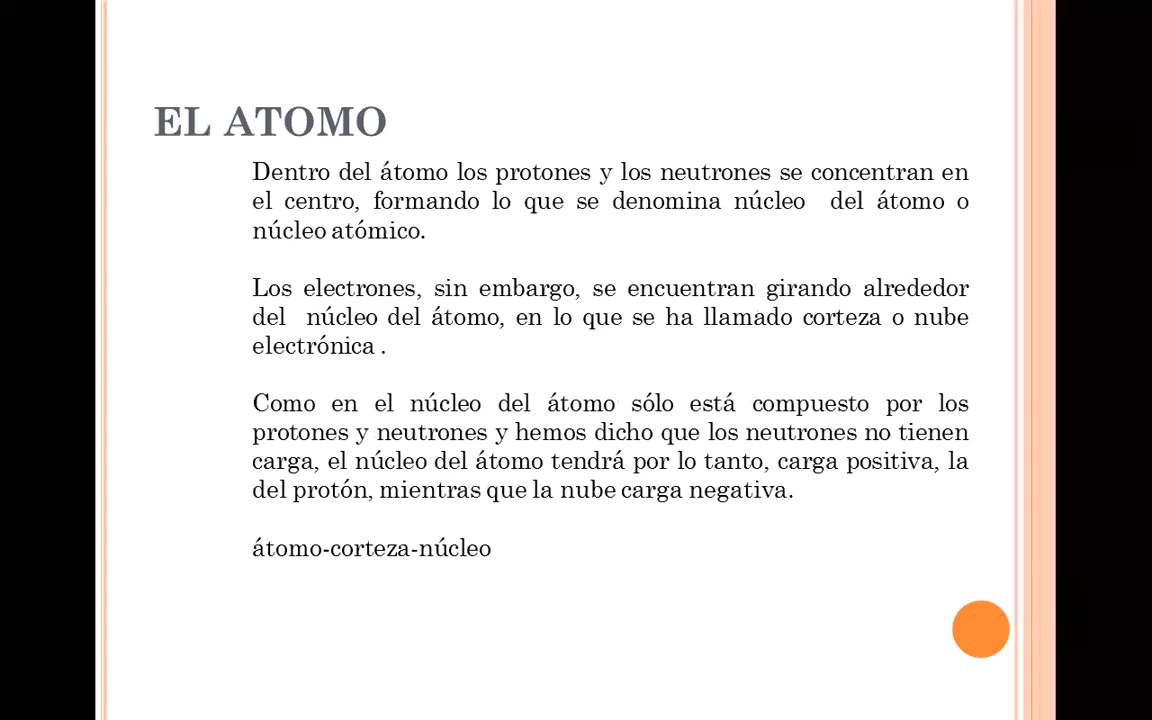 EL ATOMO
Dentro del átomo los protones y los neutrones se concentran en
el centro, formando lo que se denomina núcleo  del átomo o
núcleo atómico.
Los electrones, sin embargo, se encuentran girando alrededor
del  núcleo del átomo, en lo que se ha llamado corteza o nube
electrónica .
Como en el núcleo del átomo sólo está compuesto por los
protones y neutrones y hemos dicho que los neutrones no tienen
carga, el núcleo del átomo tendrá por lo tanto, carga positiva, la
del protón, mientras que la nube carga negativa.
átomo-corteza-núcleo